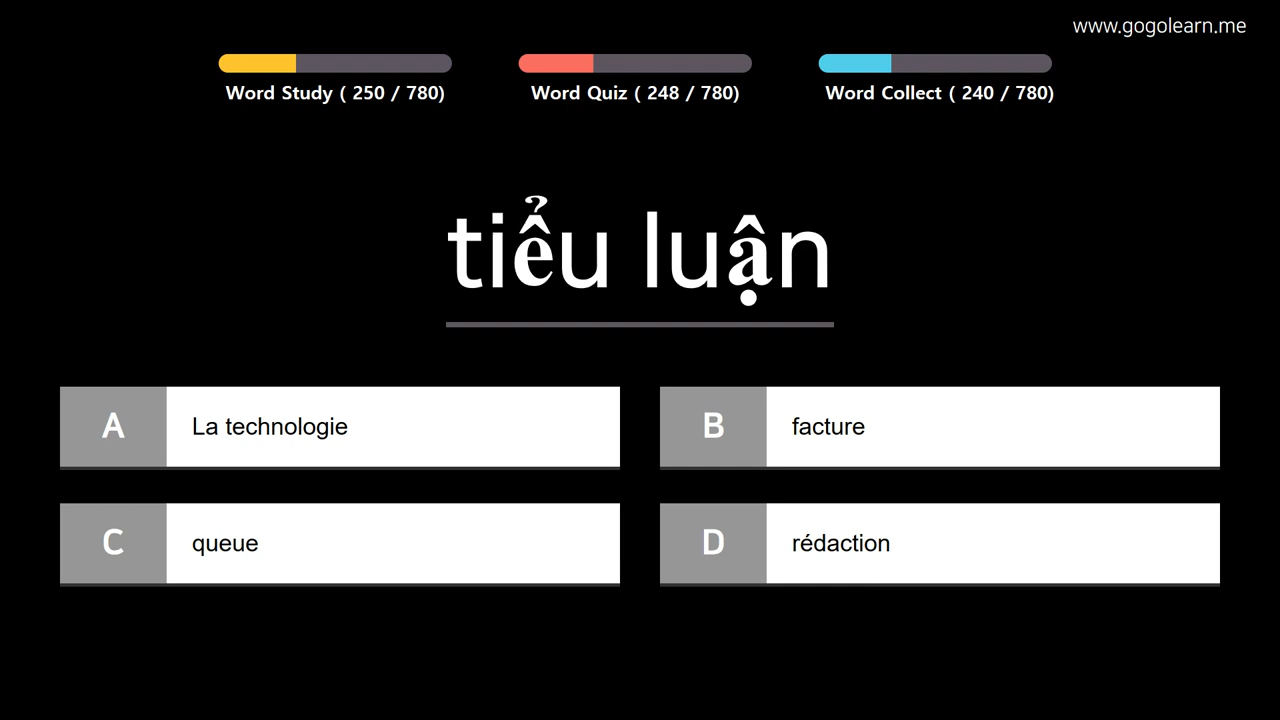 www.gogolearn.me
Word Study ( 250 / 780)
Word Quiz ( 248 / 780)
Word Collect ( 240 / 780)
tiểu luận
A La technologie
B facture
C queue
D rédaction